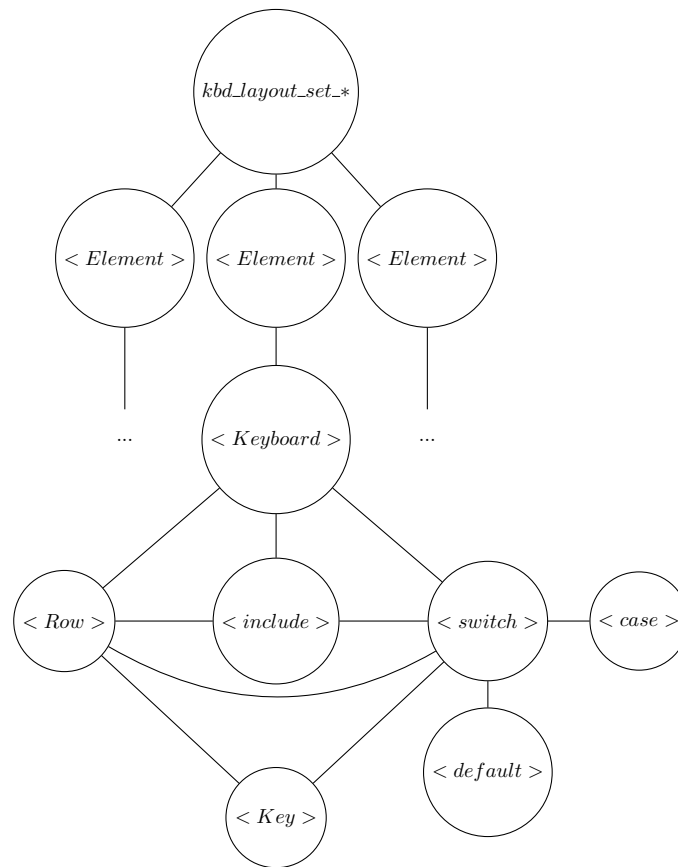 kbd_layout_set_*
< Element >
< Element >
< Element >
...
< Keyboard >
...
< Row >
< include >
< switch >
< case >
< default >
< Key >